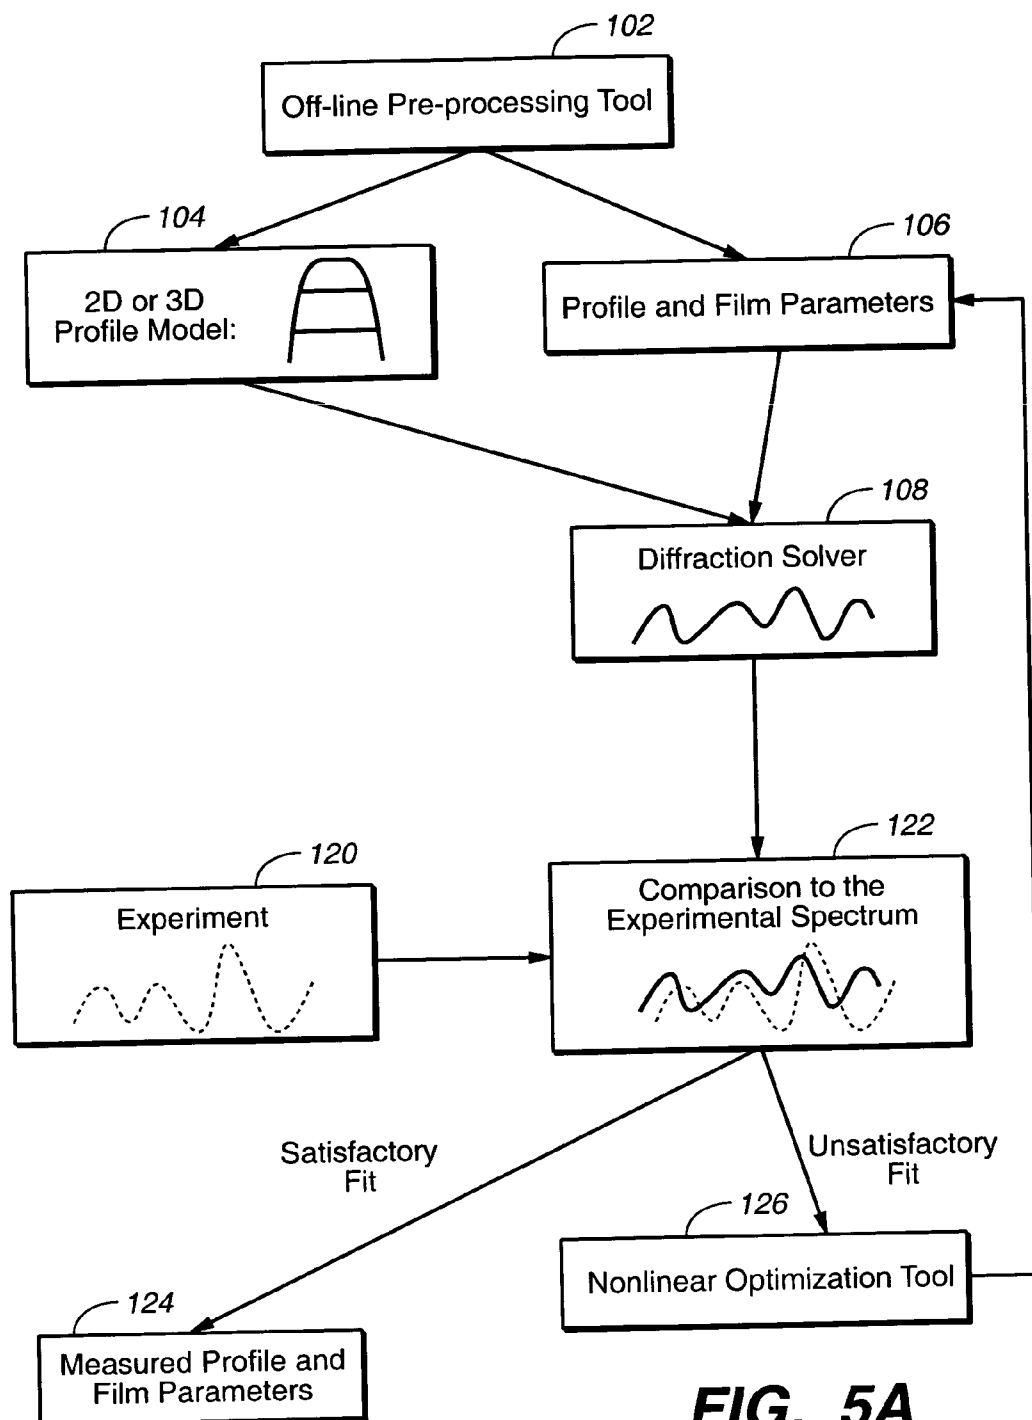 102
Off-line Pre-processing Tool
104
2D or 3D
Profile Model:
106
Profile and Film Parameters
108
Diffraction Solver
120
Experiment
122
Comparison to the
Experimental Spectrum
Satisfactory
Fit
Unsatisfactory
Fit
126
Nonlinear Optimization Tool
124
Measured Profile and
Film Parameters
FIG. 5A